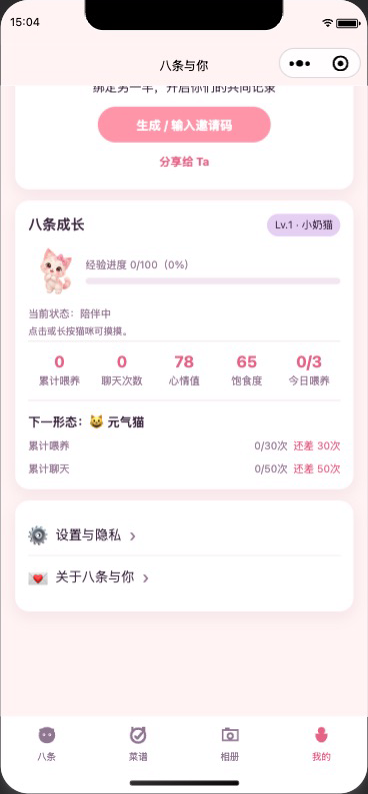 15:04
八条与你
绑定另一半，开启你们的共同记录
生成 / 输入邀请码
分享给 Ta
八条成长
Lv.1 · 小奶猫
经验进度 0/100（0%）
当前状态：陪伴中
点击或长按猫咪可摸摸。
0 0 78 65 0/3
累计喂养 聊天次数 心情值 饱食度 今日喂养
下一形态：😺 元气猫
累计喂养 0/30次 还差 30次
累计聊天 0/50次 还差 50次
设置与隐私 ›
关于八条与你 ›
八条 菜谱 相册 我的